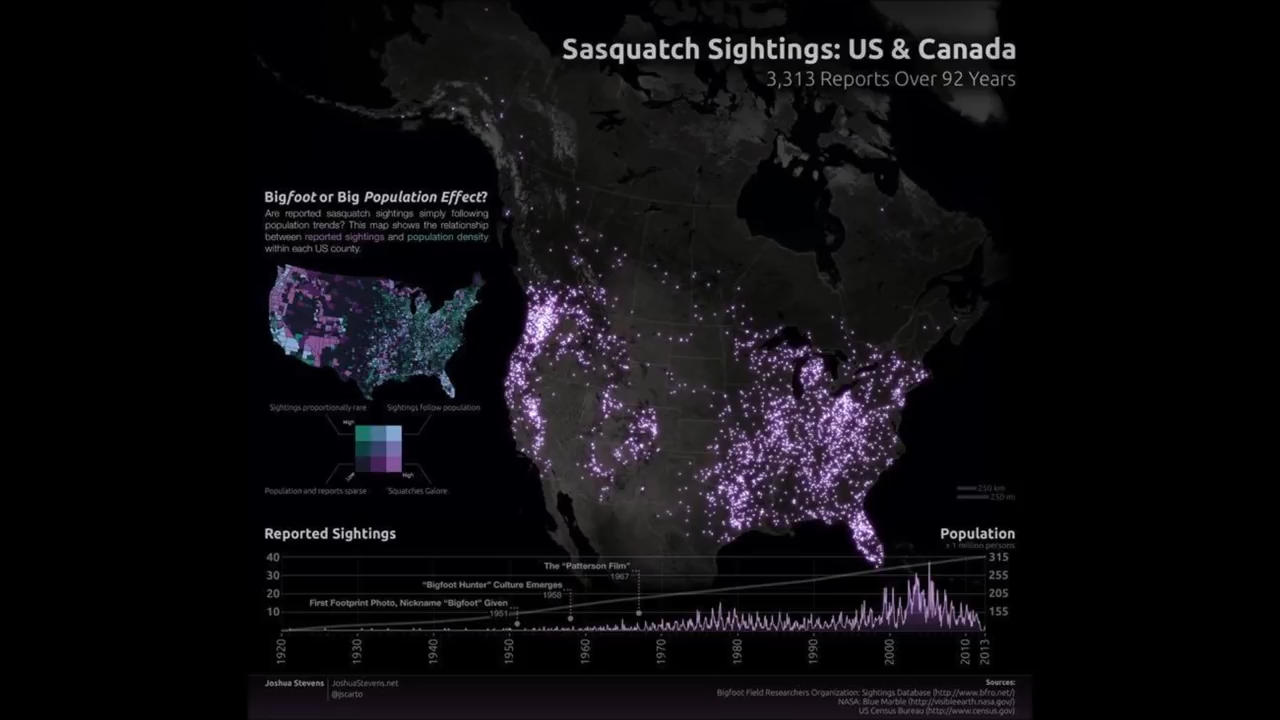 Sasquatch Sightings: US & Canada
3,313 Reports Over 92 Years
Bigfoot or Big Population Effect?
Are reported sasquatch sightings simply following
population trends? This map shows the relationship
between reported sightings and population density
within each US county.
Sightings proportionally rare
Sightings follow population
High
Low
High
Population and reports sparse
'Squatches Galore
250 km
250 mi
Reported Sightings
Population
x 1 million persons
40
30
20
10
315
255
205
155
The "Patterson Film"
1967
"Bigfoot Hunter" Culture Emerges
1958
First Footprint Photo, Nickname "Bigfoot" Given
1951
1920
1930
1940
1950
1960
1970
1980
1990
2000
2010
2013
Joshua Stevens
JoshuaStevens.net
@jscarto
Sources:
Bigfoot Field Researchers Organization: Sightings Database (http://www.bfro.net/)
NASA: Blue Marble (http://visibleearth.nasa.gov/)
US Census Bureau (http://www.census.gov)